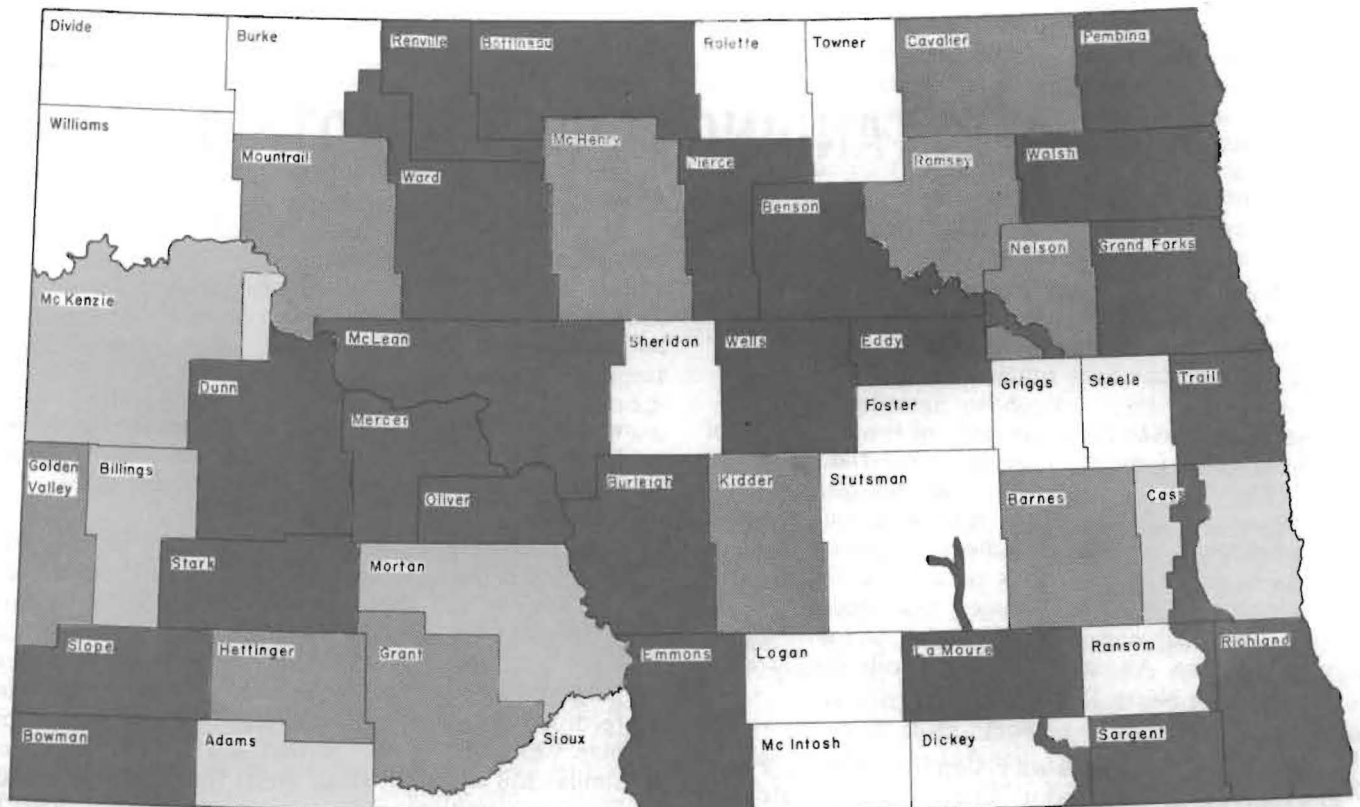 Divide
Burke
Renville
Bottineau
Rolette
Towner
Cavalier
Pembina
Williams
Mountrail
Ward
McHenry
Pierce
Benson
Ramsey
Walsh
Nelson
Grand Forks
Mc Kenzie
McLean
Sheridan
Wells
Eddy
Dunn
Mercer
Foster
Griggs
Steele
Traill
Golden
Valley
Billings
Oliver
Burleigh
Kidder
Stutsman
Barnes
Cass
Stark
Mortan
Slope
Hettinger
Grant
Emmons
Logan
La Moure
Ransom
Richland
Bowman
Adams
Sioux
Mc Intosh
Dickey
Sargent